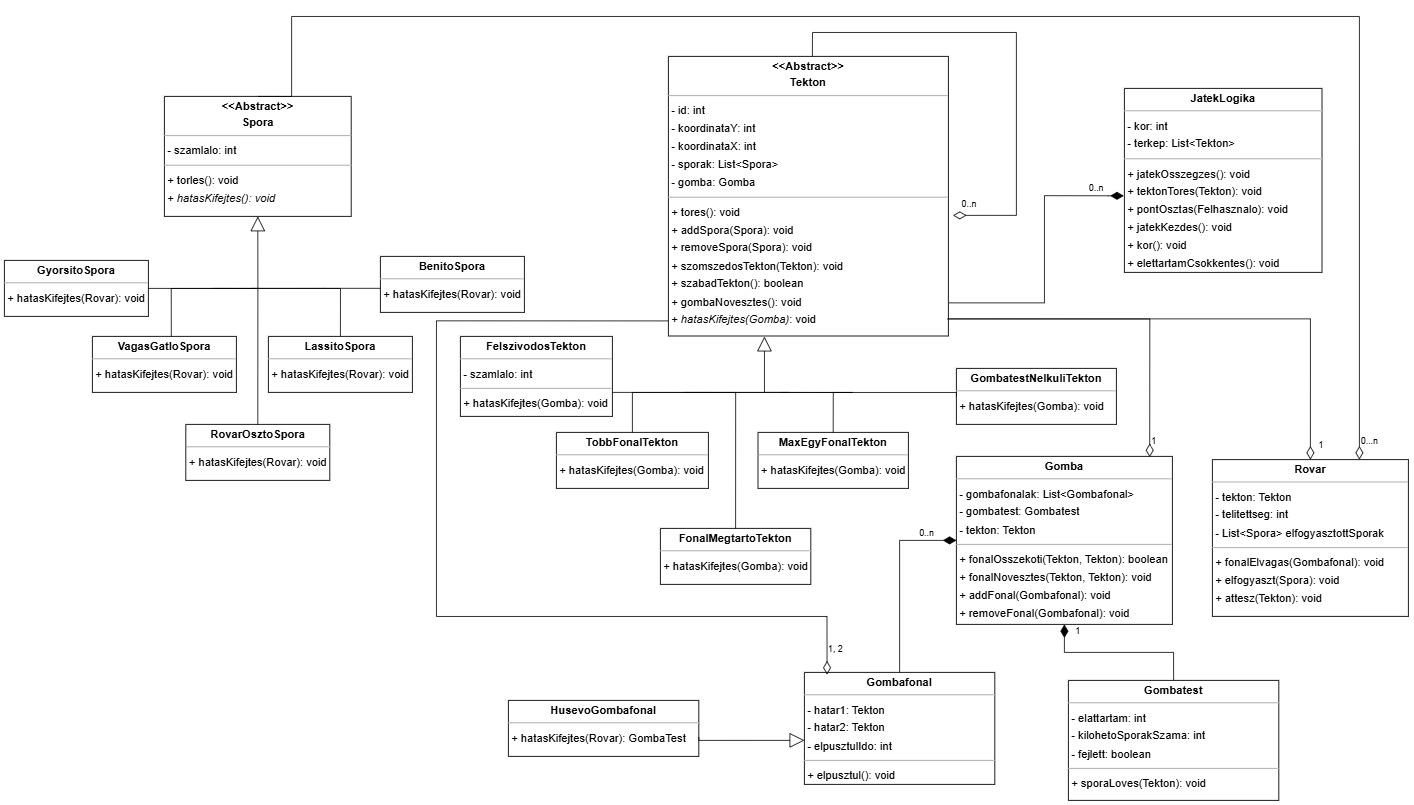 <<Abstract>>
Spora
- szamlalo: int
+ torles(): void
+ hatasKifejtes(): void
GyorsitoSpora
+ hatasKifejtes(Rovar): void
BenitoSpora
+ hatasKifejtes(Rovar): void
VagasGatloSpora
+ hatasKifejtes(Rovar): void
LassitoSpora
+ hatasKifejtes(Rovar): void
RovarOsztoSpora
+ hatasKifejtes(Rovar): void
<<Abstract>>
Tekton
- id: int
- koordinataY: int
- koordinataX: int
- sporak: List<Spora>
- gomba: Gomba
+ tores(): void
+ addSpora(Spora): void
+ removeSpora(Spora): void
+ szomszedosTekton(Tekton): void
+ szabadTekton(): boolean
+ gombaNovesztes(): void
+ hatasKifejtes(Gomba): void
0..n
0..n
JatekLogika
- kor: int
- terkep: List<Tekton>
+ jatekOsszegzes(): void
+ tektonTores(Tekton): void
+ pontOsztas(Felhasznalo): void
+ jatekKezdes(): void
+ kor(): void
+ elettartamCsokkentes(): void
FelszivodosTekton
- szamlalo: int
+ hatasKifejtes(Gomba): void
GombatestNelkuliTekton
+ hatasKifejtes(Gomba): void
TobbFonalTekton
+ hatasKifejtes(Gomba): void
MaxEgyFonalTekton
+ hatasKifejtes(Gomba): void
FonalMegtartoTekton
+ hatasKifejtes(Gomba): void
1
1
0...n
Gomba
- gombafonalak: List<Gombafonal>
- gombatest: Gombatest
- tekton: Tekton
+ fonalOsszekoti(Tekton, Tekton): boolean
+ fonalNovesztes(Tekton, Tekton): void
+ addFonal(Gombafonal): void
+ removeFonal(Gombafonal): void
0..n
1
Rovar
- tekton: Tekton
- telitettseg: int
- List<Spora> elfogyasztottSporak
+ fonalElvagas(Gombafonal): void
+ elfogyaszt(Spora): void
+ attesz(Tekton): void
1, 2
Gombafonal
- hatar1: Tekton
- hatar2: Tekton
- elpusztulIdo: int
+ elpusztul(): void
HusevoGombafonal
+ hatasKifejtes(Rovar): GombaTest
Gombatest
- elattartam: int
- kilohetoSporakSzama: int
- fejlett: boolean
+ sporaLoves(Tekton): void